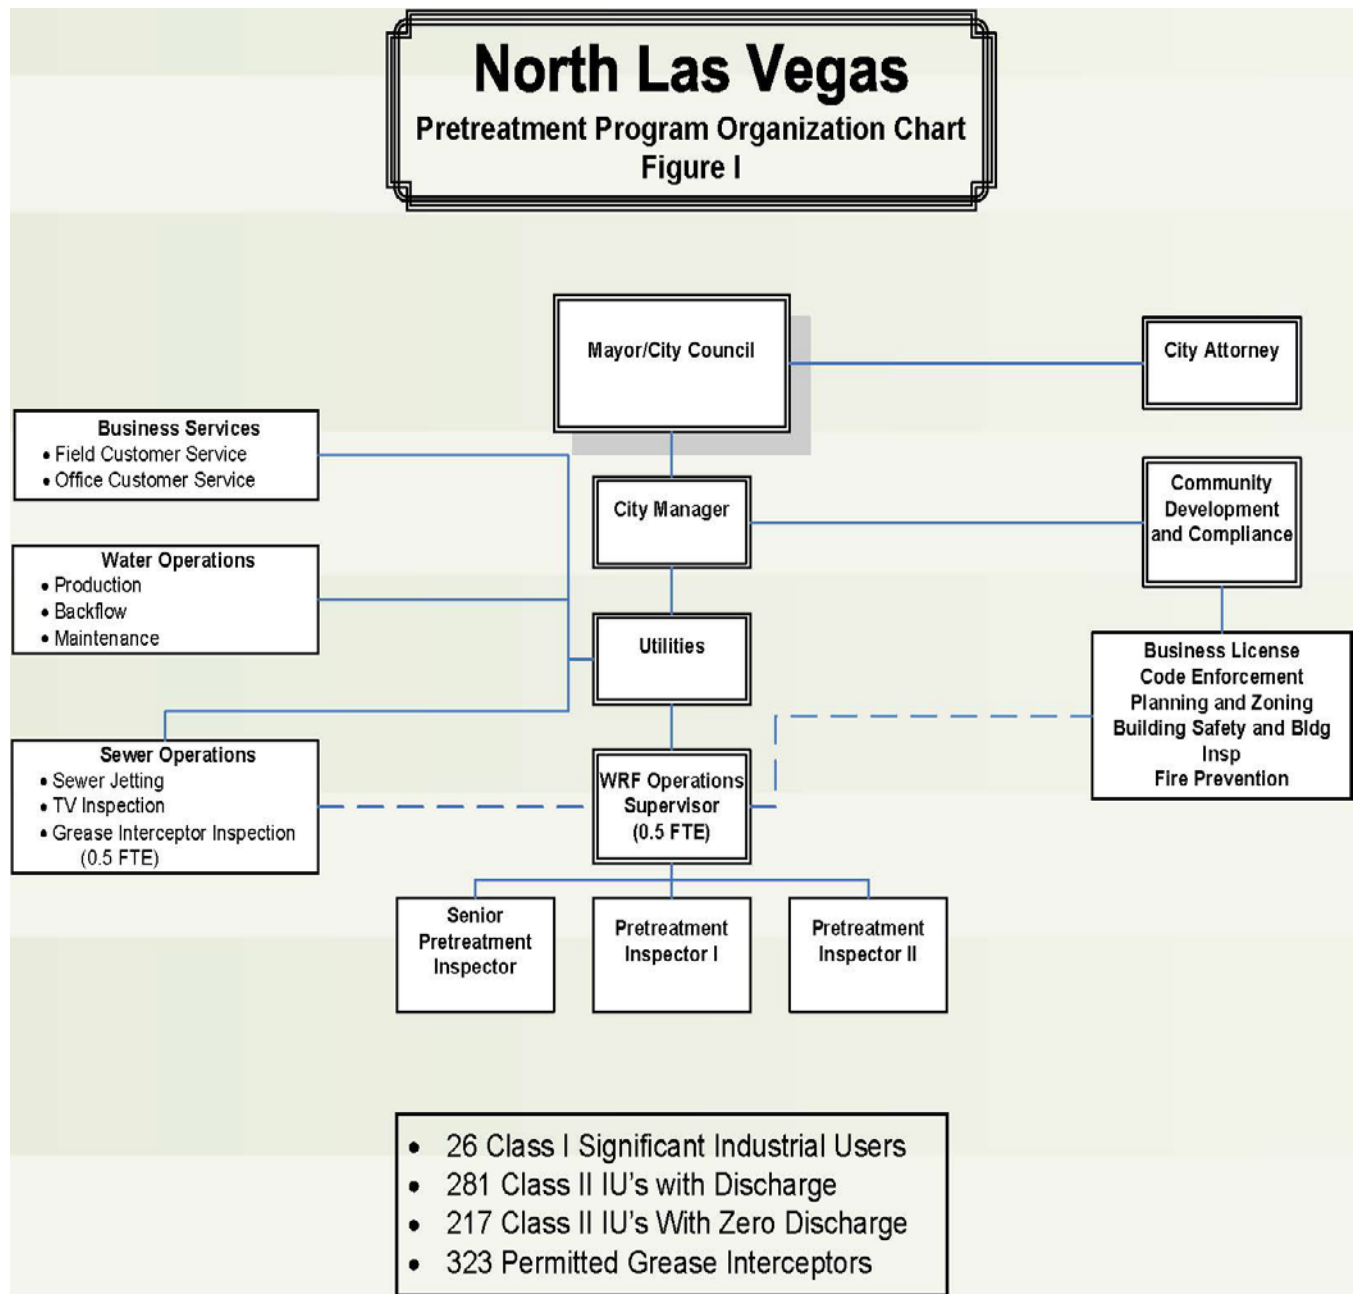 North Las Vegas
Pretreatment Program Organization Chart
Figure I
Mayor/City Council
City Attorney
Business Services
• Field Customer Service
• Office Customer Service
City Manager
Community
Development
and Compliance
Water Operations
• Production
• Backflow
• Maintenance
Utilities
Business License
Code Enforcement
Planning and Zoning
Building Safety and Bldg
Insp
Fire Prevention
Sewer Operations
• Sewer Jetting
• TV Inspection
• Grease Interceptor Inspection
(0.5 FTE)
WRF Operations
Supervisor
(0.5 FTE)
Senior
Pretreatment
Inspector
Pretreatment
Inspector I
Pretreatment
Inspector II
• 26 Class I Significant Industrial Users
• 281 Class II IU's with Discharge
• 217 Class II IU's With Zero Discharge
• 323 Permitted Grease Interceptors